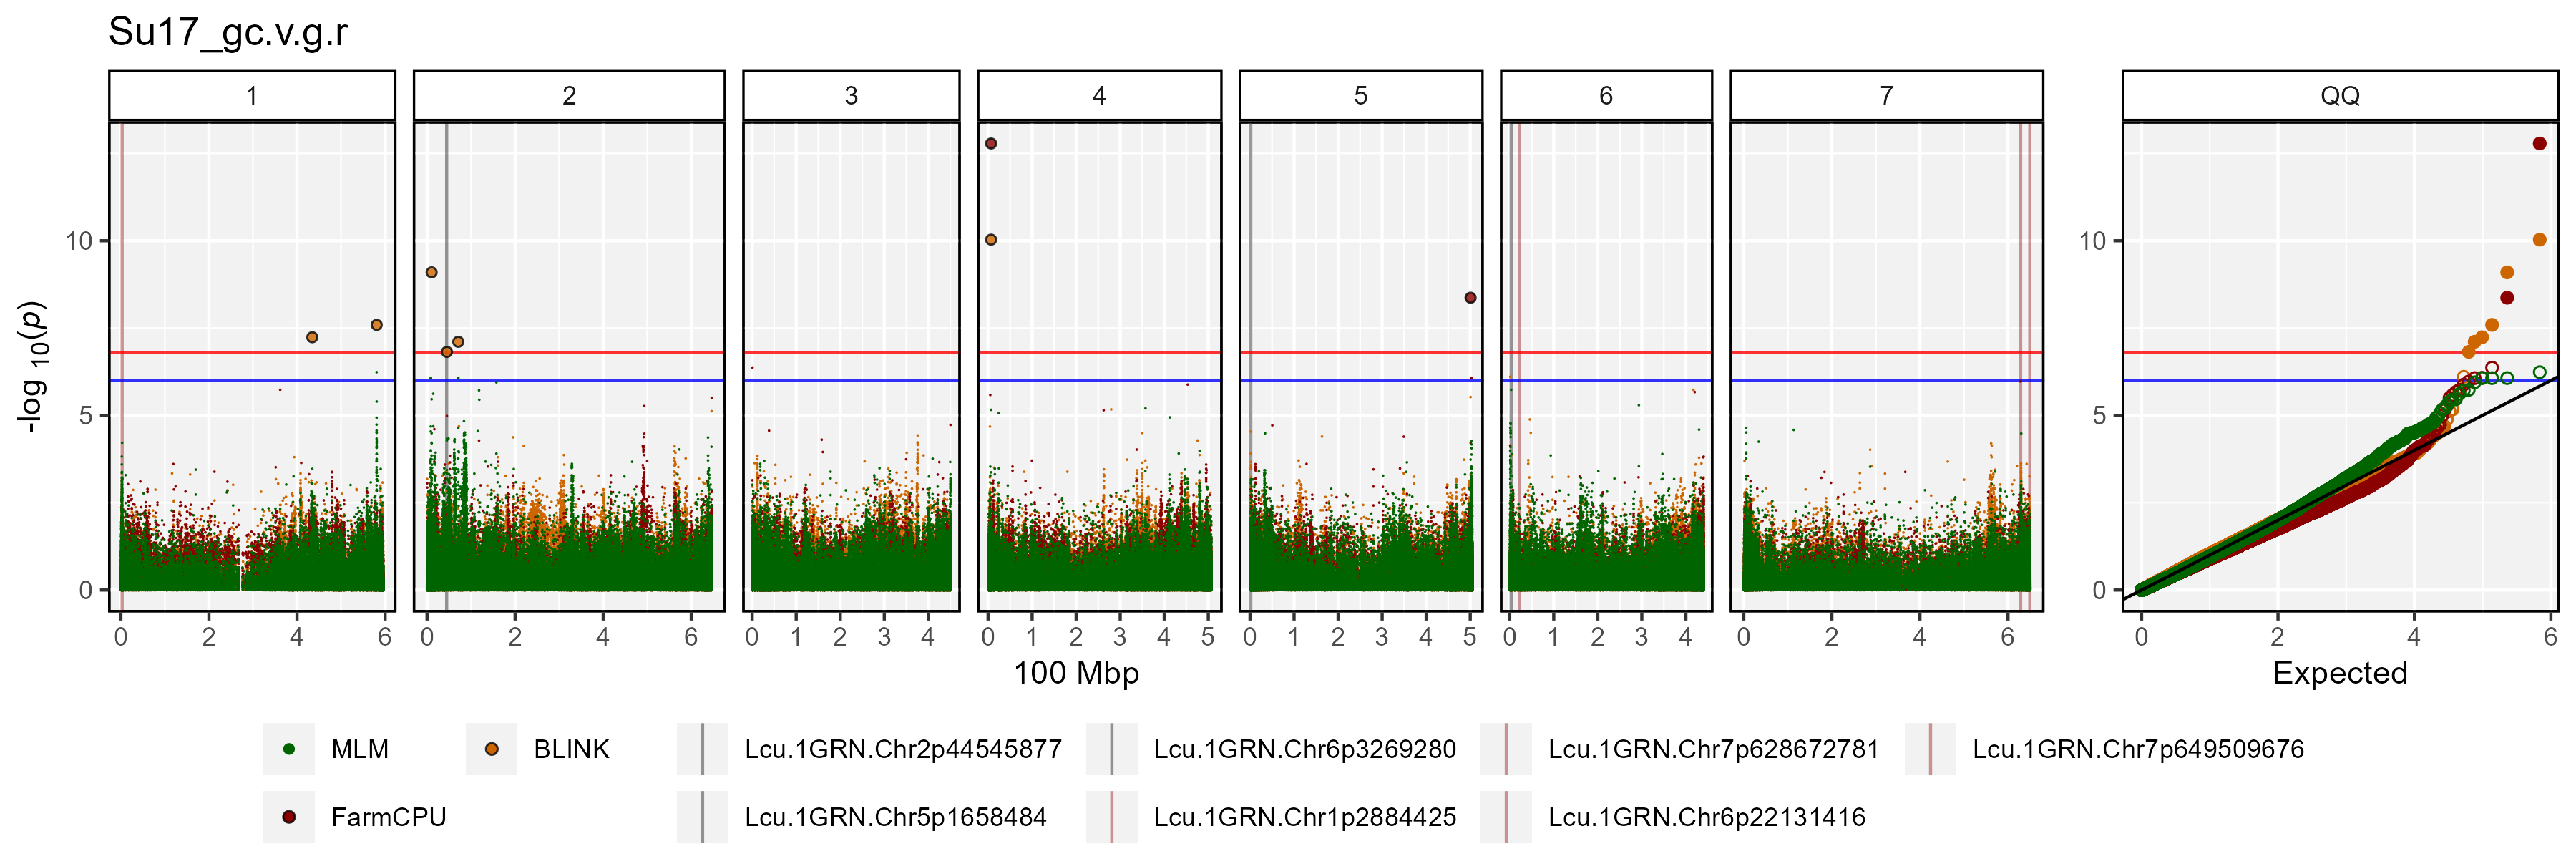 Su17_gc.v.g.r
1 2 3 4 5 6 7 QQ
-log 10(p)
10
5
0
10
5
0
0 2 4 6 0 2 4 6 0 1 2 3 4 0 1 2 3 4 5 0 1 2 3 4 5 0 1 2 3 4 0 2 4 6 0 2 4 6
100 Mbp Expected
MLM BLINK Lcu.1GRN.Chr2p44545877 Lcu.1GRN.Chr6p3269280 Lcu.1GRN.Chr7p628672781 Lcu.1GRN.Chr7p649509676
FarmCPU Lcu.1GRN.Chr5p1658484 Lcu.1GRN.Chr1p2884425 Lcu.1GRN.Chr6p22131416